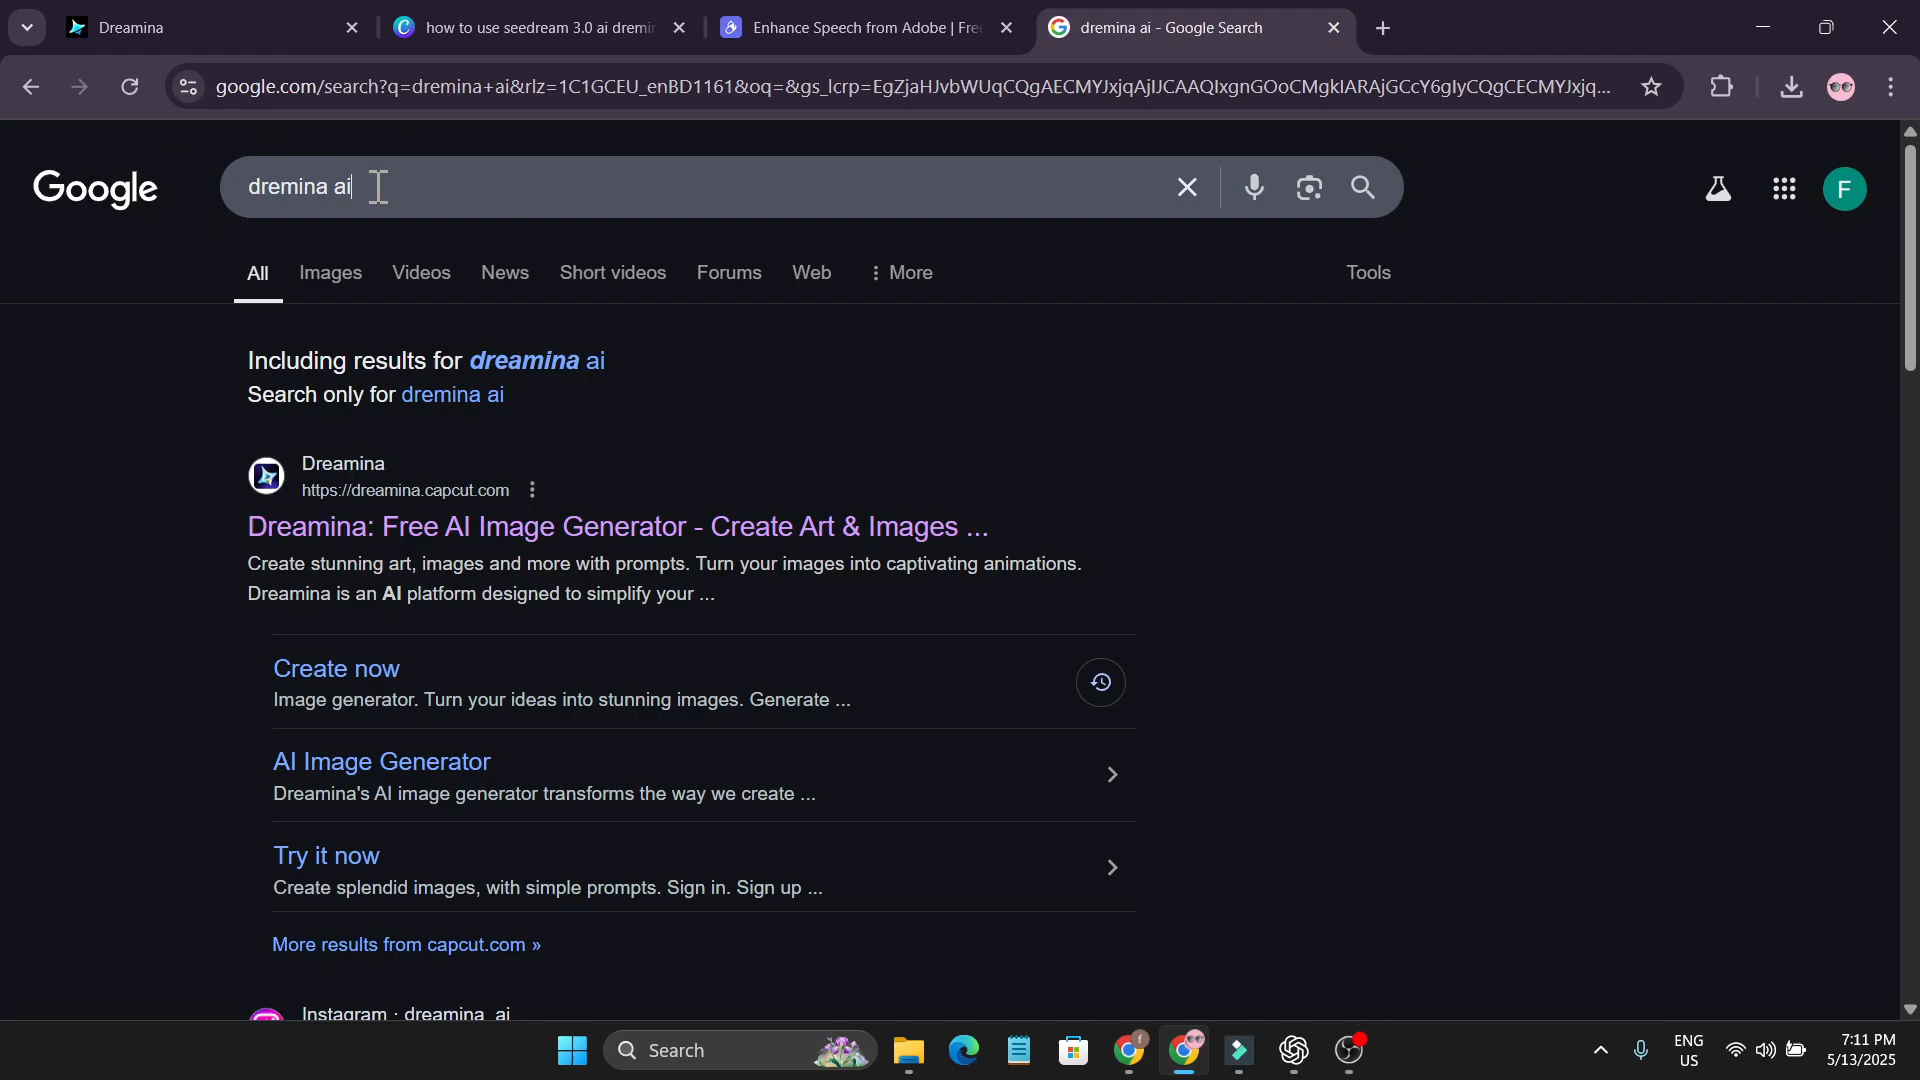 Dreamina
how to use seedream 3.0 ai dremin
Enhance Speech from Adobe | Fre
dremina ai - Google Search
google.com/search?q=dremina+ai&rlz=1C1GCEU_enBD1161&oq=&gs_lcrp=EgZjaHJvbWUqCQgAECMYJxjqAjIJCAAQIxgnGOoCMgkIARAjGCcY6gIyCQgCECMYJxjq...
Google
dremina ai
F
All Images Videos News Short videos Forums Web More Tools
Including results for dreamina ai
Search only for dremina ai
Dreamina
https://dreamina.capcut.com
Dreamina: Free AI Image Generator - Create Art & Images ...
Create stunning art, images and more with prompts. Turn your images into captivating animations.
Dreamina is an AI platform designed to simplify your ...
Create now
Image generator. Turn your ideas into stunning images. Generate ...
AI Image Generator
Dreamina's AI image generator transforms the way we create ...
Try it now
Create splendid images, with simple prompts. Sign in. Sign up ...
More results from capcut.com »
Instagram · dreamina_ai
Search
ENG
US
7:11 PM
5/13/2025